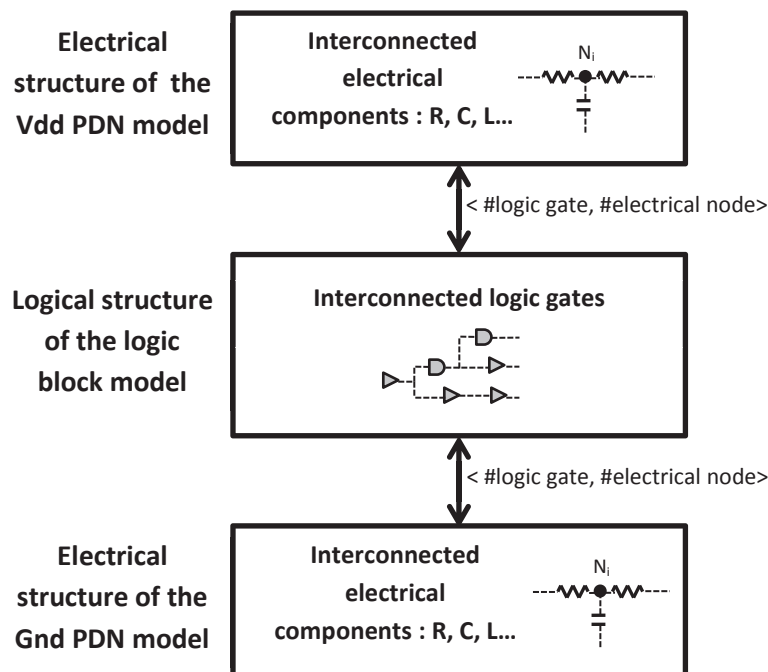 Electrical
structure of the
Vdd PDN model
Interconnected
electrical
components : R, C, L...
Ni
< #logic gate, #electrical node>
Logical structure
of the logic
block model
Interconnected logic gates
< #logic gate, #electrical node>
Electrical
structure of the
Gnd PDN model
Interconnected
electrical
components : R, C, L...
Ni